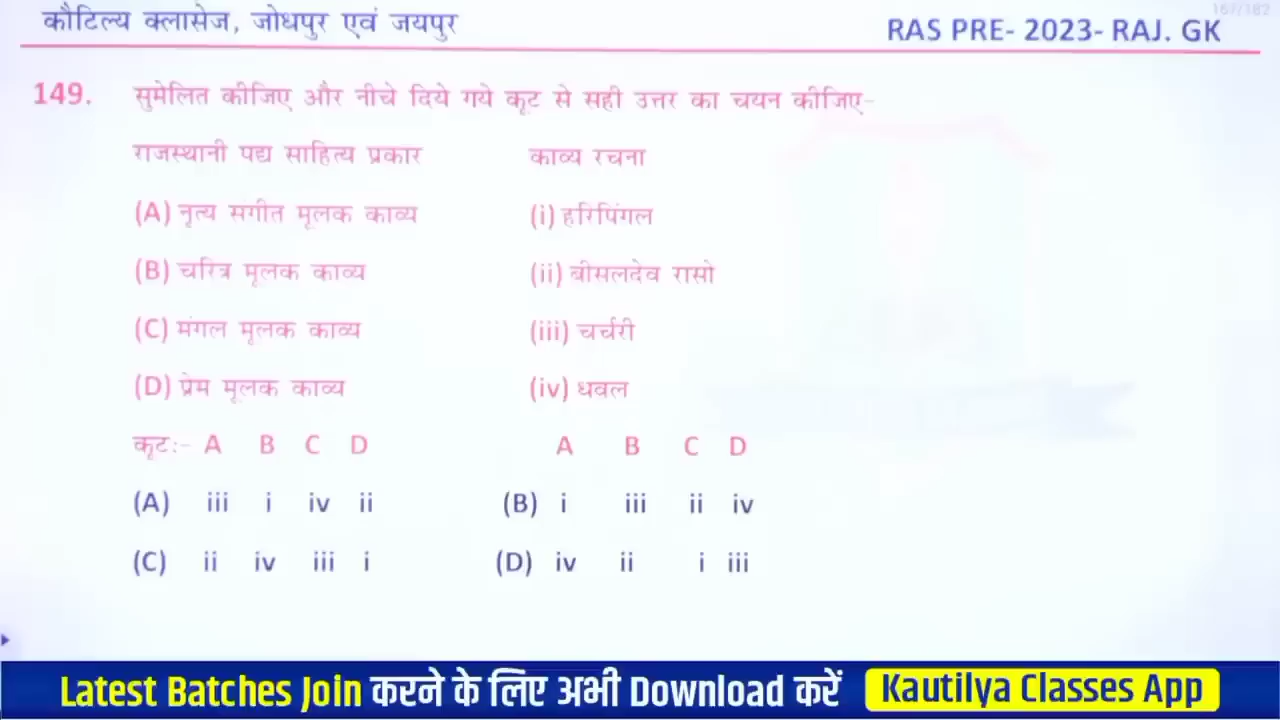 कौटिल्य क्लासेज, जोधपुर एवं जयपुर RAS PRE- 2023- RAJ. GK
167/182
149. सुमेलित कीजिए और नीचे दिये गये कूट से सही उत्तर का चयन कीजिए-
राजस्थानी पद्य साहित्य प्रकार काव्य रचना
(A) नृत्य संगीत मूलक काव्य (i) हरिपिंगल
(B) चरित्र मूलक काव्य (ii) बीसलदेव रासो
(C) मंगल मूलक काव्य (iii) चर्चरी
(D) प्रेम मूलक काव्य (iv) धवल
कूटः- A B C D A B C D
(A) iii i iv ii (B) i iii ii iv
(C) ii iv iii i (D) iv ii i iii
Latest Batches Join करने के लिए अभी Download करें Kautilya Classes App